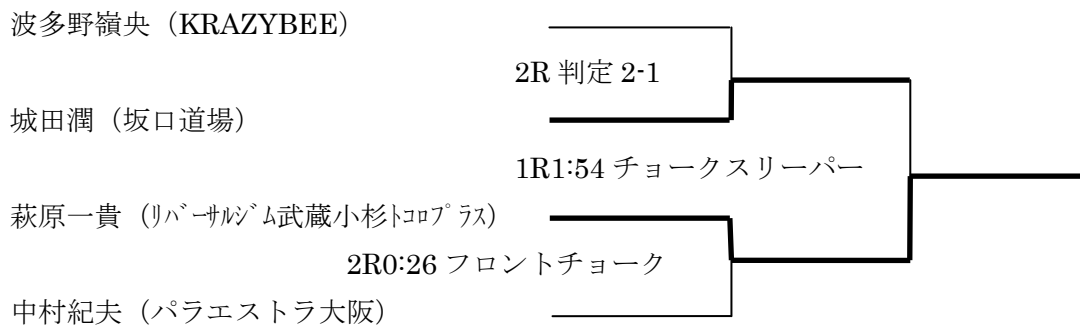 波多野嶺央（KRAZYBEE）
2R 判定 2-1
城田潤（坂口道場）
1R1:54 チョークスリーパー
萩原一貴（ﾘﾊﾞｰｻﾙｼﾞﾑ武蔵小杉ﾄｺﾛﾌﾟﾗｽ）
2R0:26 フロントチョーク
中村紀夫（パラエストラ大阪）